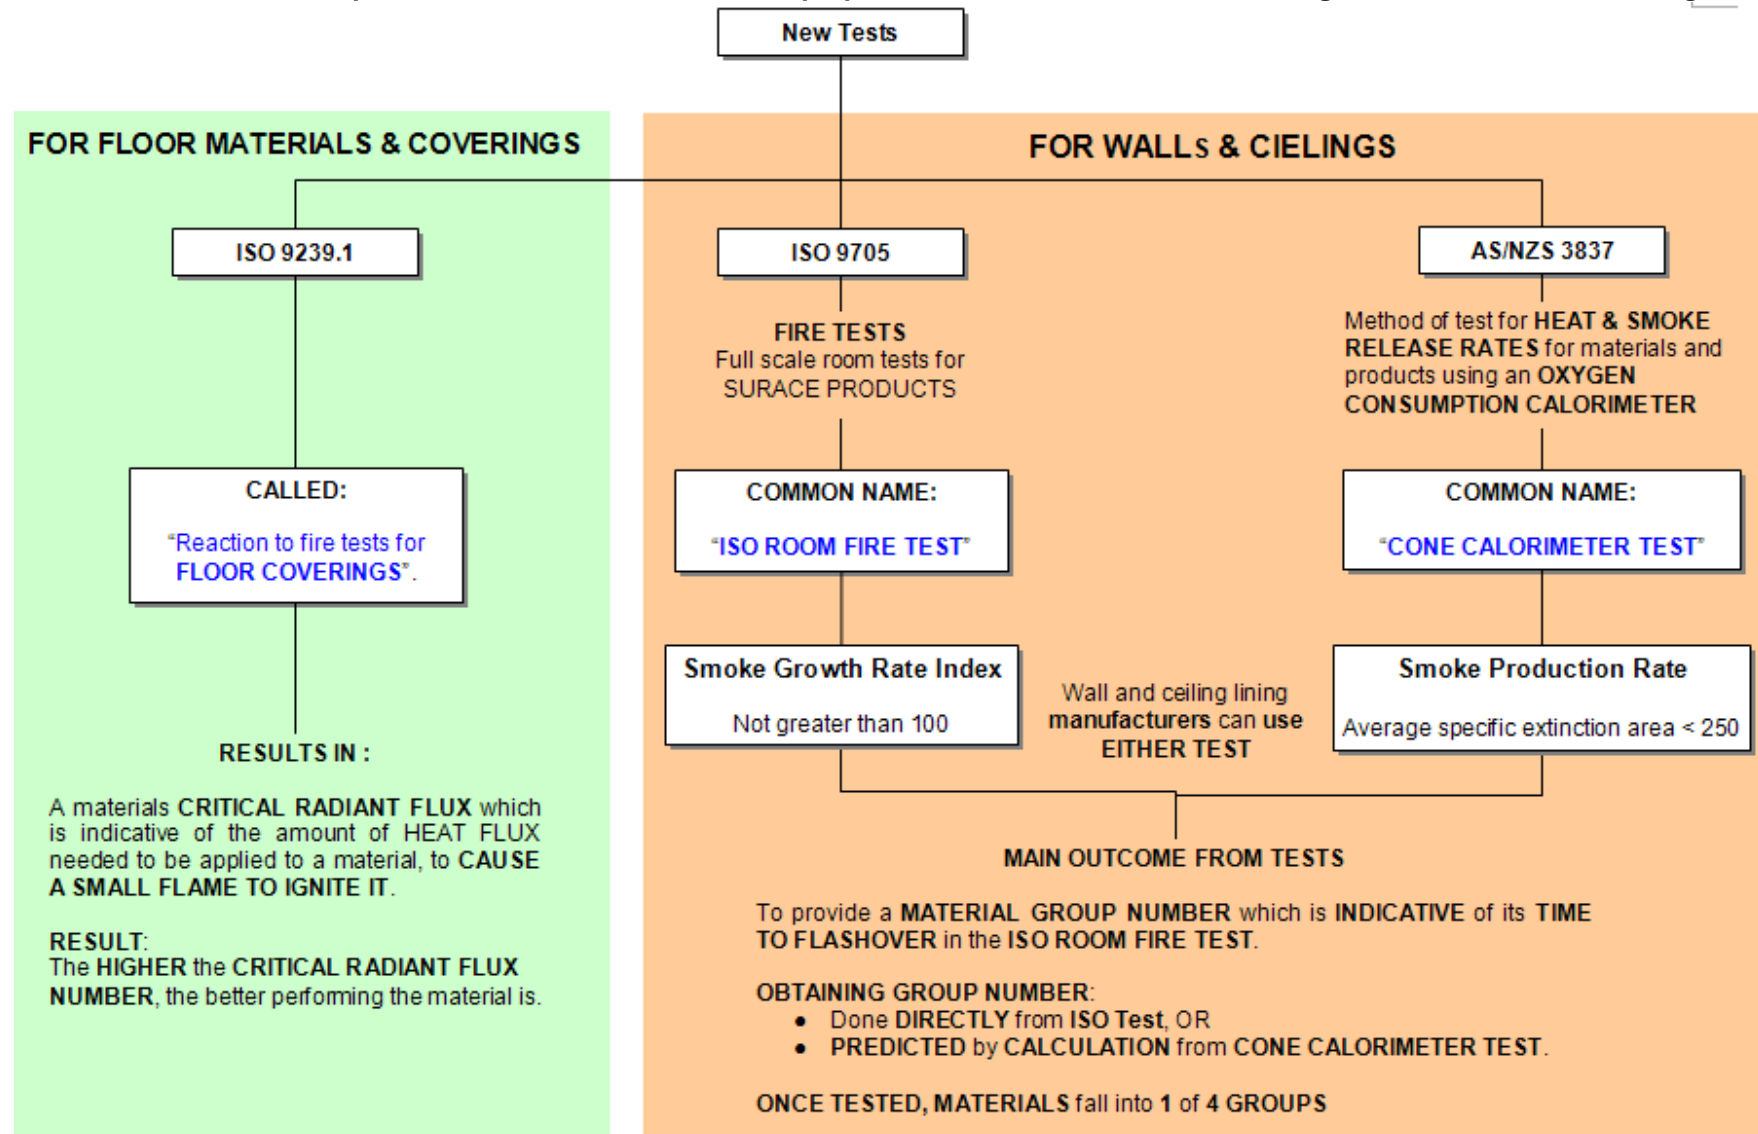 New Tests
FOR FLOOR MATERIALS & COVERINGS
FOR WALLS & CIELINGS
ISO 9239.1
ISO 9705
AS/NZS 3837
FIRE TESTS
Full scale room tests for
SURACE PRODUCTS
Method of test for HEAT & SMOKE
RELEASE RATES for materials and
products using an OXYGEN
CONSUMPTION CALORIMETER
CALLED:
“Reaction to fire tests for
FLOOR COVERINGS”.
COMMON NAME:
“ISO ROOM FIRE TEST”
COMMON NAME:
“CONE CALORIMETER TEST”
Smoke Growth Rate Index
Not greater than 100
Wall and ceiling lining
manufacturers can use
EITHER TEST
Smoke Production Rate
Average specific extinction area < 250
RESULTS IN :
A materials CRITICAL RADIANT FLUX which
is indicative of the amount of HEAT FLUX
needed to be applied to a material, to CAUSE
A SMALL FLAME TO IGNITE IT.
RESULT:
The HIGHER the CRITICAL RADIANT FLUX
NUMBER, the better performing the material is.
MAIN OUTCOME FROM TESTS
To provide a MATERIAL GROUP NUMBER which is INDICATIVE of its TIME
TO FLASHOVER in the ISO ROOM FIRE TEST.
OBTAINING GROUP NUMBER:
● Done DIRECTLY from ISO Test, OR
● PREDICTED by CALCULATION from CONE CALORIMETER TEST.
ONCE TESTED, MATERIALS fall into 1 of 4 GROUPS